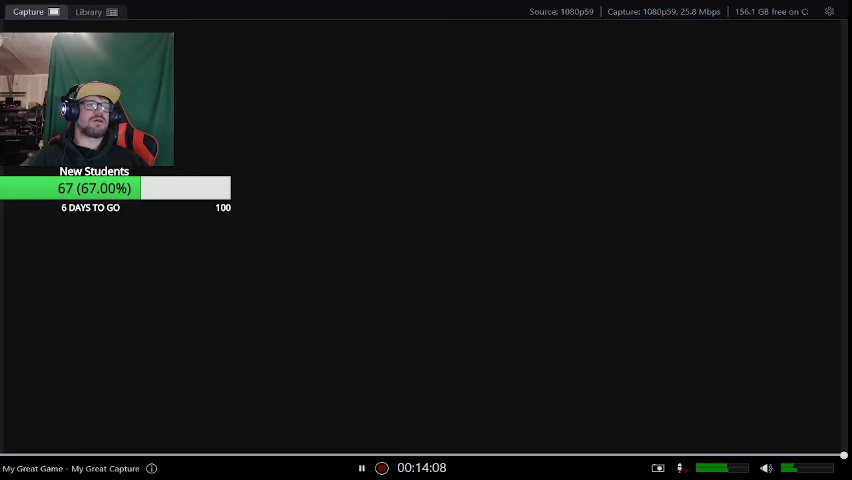 Capture Library Source: 1080p59 Capture: 1080p59, 25.8 Mbps 156.1 GB free on C:
New Students
67 (67.00%)
6 DAYS TO GO 100
My Great Game - My Great Capture 00:14:08